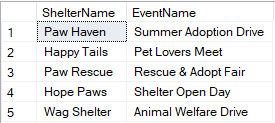 ShelterName EventName
1 Paw Haven Summer Adoption Drive
2 Happy Tails Pet Lovers Meet
3 Paw Rescue Rescue & Adopt Fair
4 Hope Paws Shelter Open Day
5 Wag Shelter Animal Welfare Drive